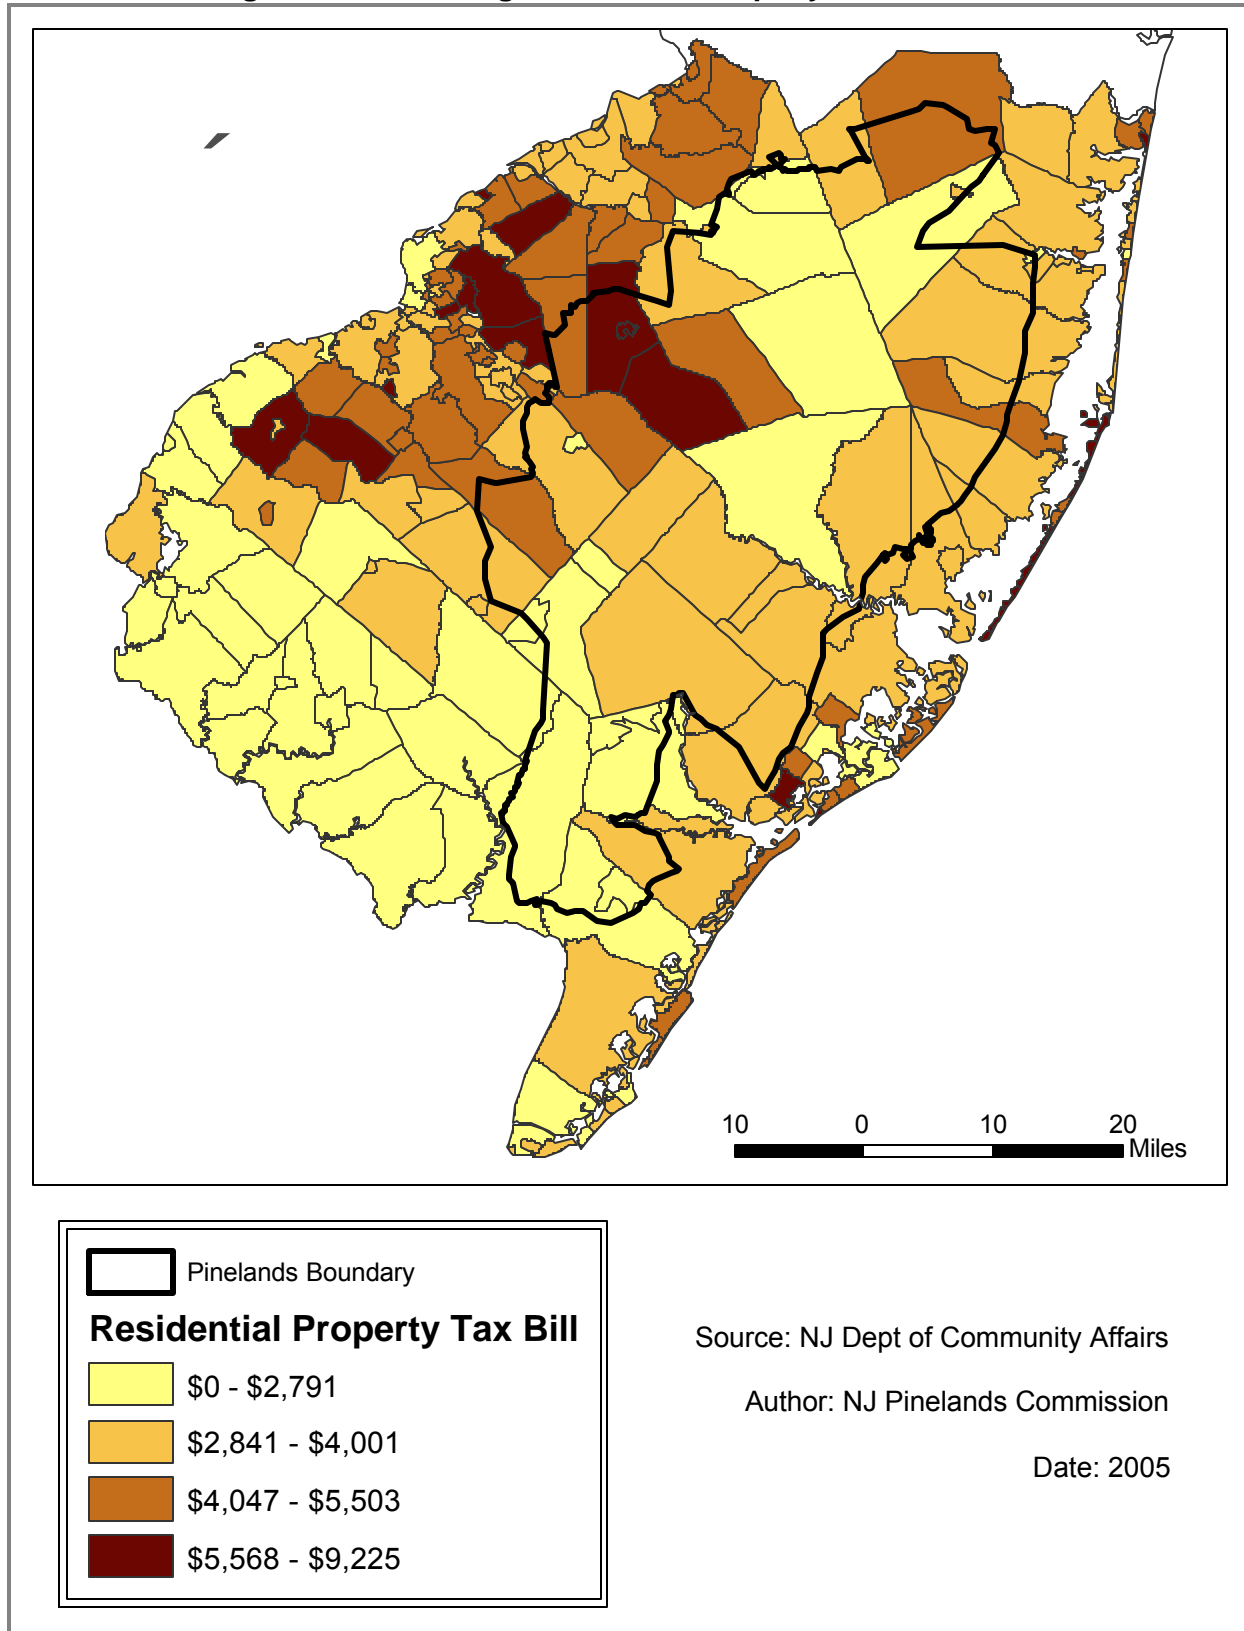 10 0 10 20
Miles
Pinelands Boundary
Residential Property Tax Bill
$0 - $2,791
$2,841 - $4,001
$4,047 - $5,503
$5,568 - $9,225
Source: NJ Dept of Community Affairs
Author: NJ Pinelands Commission
Date: 2005